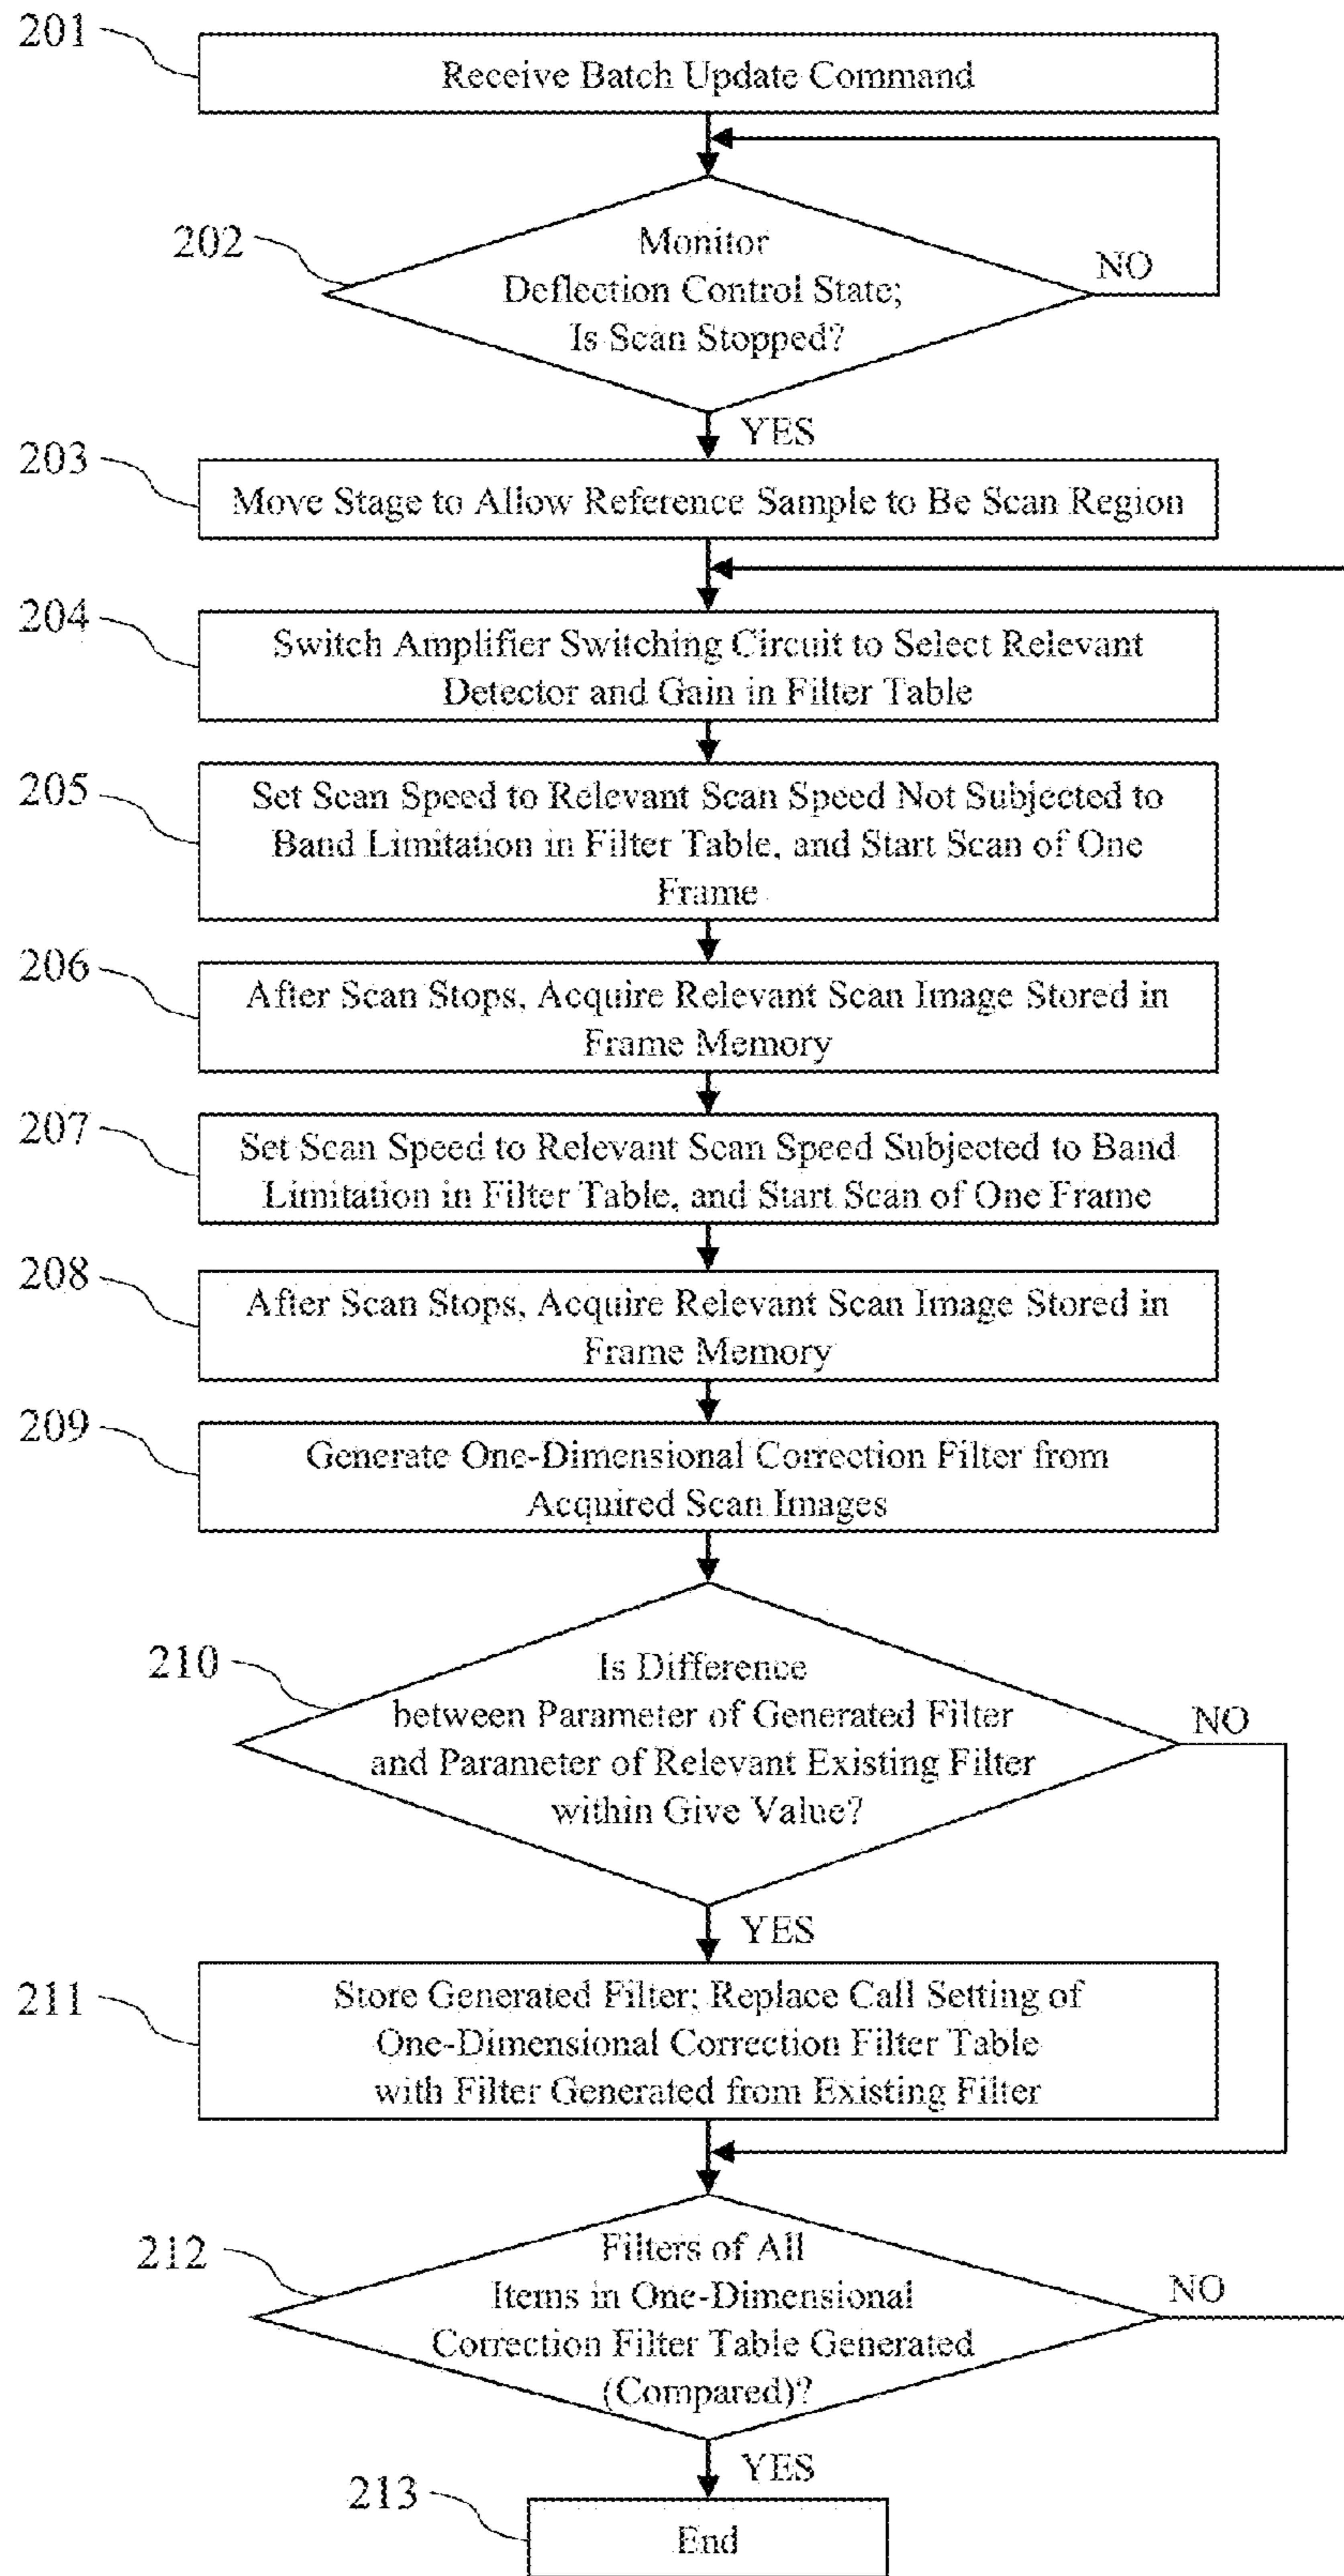 201
Receive Batch Update Command
202
Monitor
Deflection Control State;
Is Scan Stopped?
NO
YES
203
Move Stage to Allow Reference Sample to Be Scan Region
204
Switch Amplifier Switching Circuit to Select Relevant
Detector and Gain in Filter Table
205
Set Scan Speed to Relevant Scan Speed Not Subjected to
Band Limitation in Filter Table, and Start Scan of One
Frame
206
After Scan Stops, Acquire Relevant Scan Image Stored in
Frame Memory
207
Set Scan Speed to Relevant Scan Speed Subjected to Band
Limitation in Filter Table, and Start Scan of One Frame
208
After Scan Stops, Acquire Relevant Scan Image Stored in
Frame Memory
209
Generate One-Dimensional Correction Filter from
Acquired Scan Images
210
Is Difference
between Parameter of Generated Filter
and Parameter of Relevant Existing Filter
within Give Value?
NO
YES
211
Store Generated Filter; Replace Call Setting of
One-Dimensional Correction Filter Table
with Filter Generated from Existing Filter
212
Filters of All
Items in One-Dimensional
Correction Filter Table Generated
(Compared)?
NO
YES
213
End